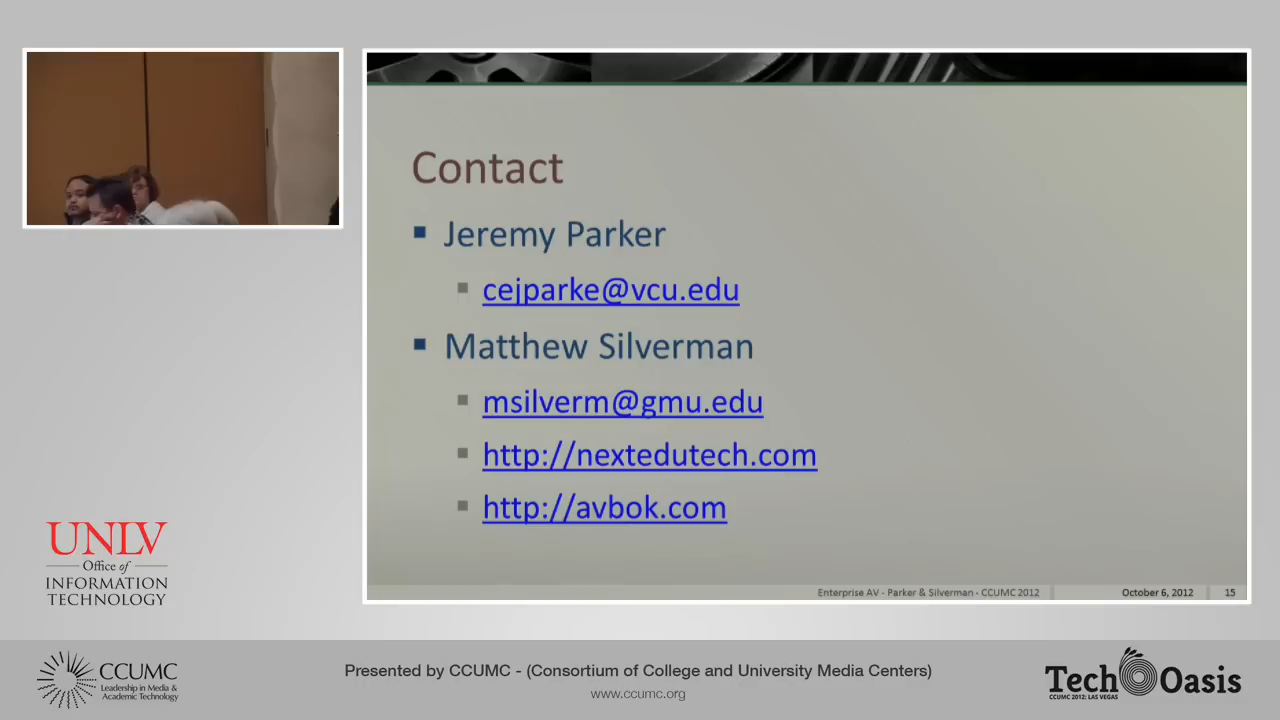 Contact
Jeremy Parker
cejparke@vcu.edu
Matthew Silverman
msilverm@gmu.edu
http://nextedutech.com
http://avbok.com
Enterprise AV - Parker & Silverman - CCUMC 2012
October 6, 2012
15
UNLV
Office of
INFORMATION
TECHNOLOGY
CCUMC
Leadership in Media &
Academic Technology
Presented by CCUMC - (Consortium of College and University Media Centers)
www.ccumc.org
Tech Oasis
CCUMC 2012: LAS VEGAS